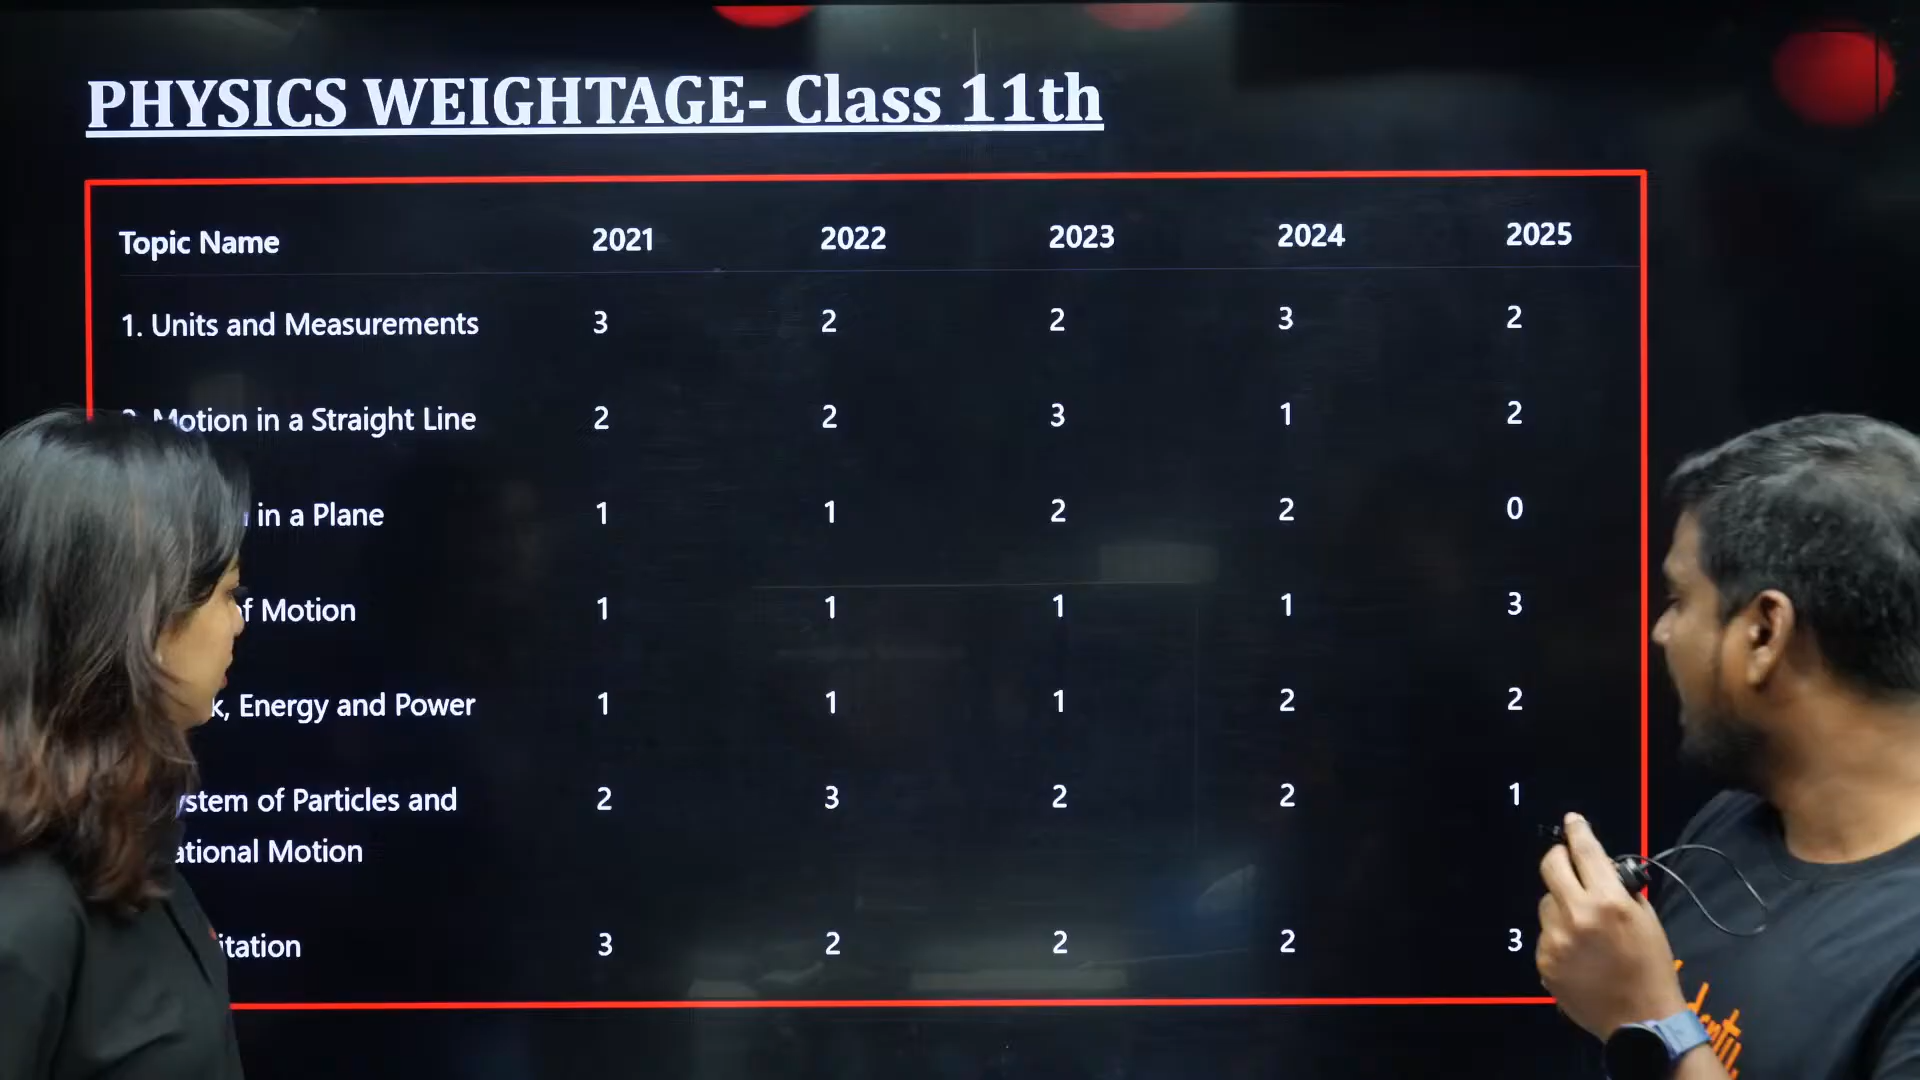 PHYSICS WEIGHTAGE- Class 11th
Topic Name 2021 2022 2023 2024 2025
1. Units and Measurements 3 2 2 3 2
Motion in a Straight Line 2 2 3 1 2
in a Plane 1 1 2 2 0
of Motion 1 1 1 1 3
Energy and Power 1 1 1 2 2
of Particles and 2 3 2 2 1
Motion
3 2 2 2 3